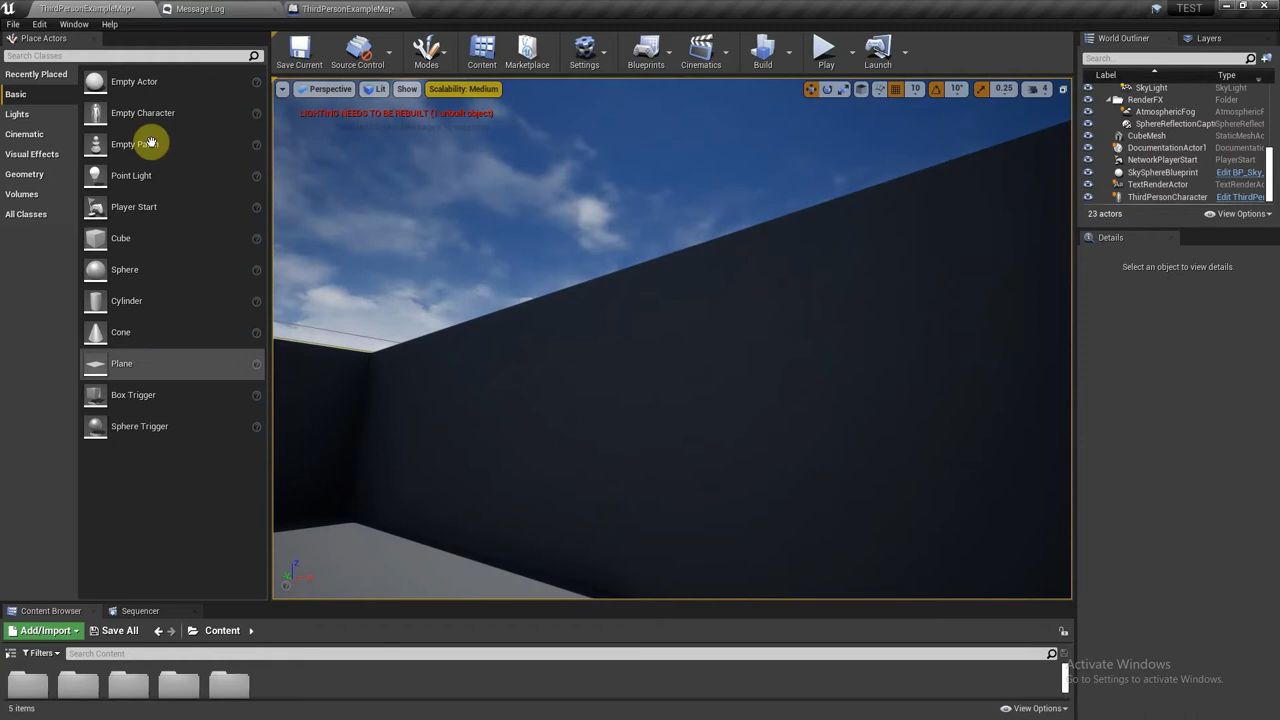 ThirdPersonExampleMap*
Message Log
ThirdPersonExampleMap*
TEST
File
Edit
Window
Help
Place Actors
Search Classes
Recently Placed
Basic
Lights
Cinematic
Visual Effects
Geometry
Volumes
All Classes
Empty Actor
Empty Character
Empty
Point Light
Player Start
Cube
Sphere
Cylinder
Cone
Plane
Box Trigger
Sphere Trigger
Save Current
Source Control
Modes
Content
Marketplace
Settings
Blueprints
Cinematics
Build
Play
Launch
Perspective
Lit
Show
Scalability: Medium
10
10°
0.25
4
LIGHTING NEEDS TO BE REBUILT (1 unbuilt object)
World Outliner
Layers
Search...
Label
Type
SkyLight
SkyLight
RenderFX
Folder
AtmosphericFog
AtmosphericF
SphereReflectionCapt
SphereReflect
CubeMesh
StaticMeshAc
DocumentationActor1
Documentatic
NetworkPlayerStart
PlayerStart
SkySphereBlueprint
Edit BP_Sky_
TextRenderActor
TextRenderAc
ThirdPersonCharacter
Edit ThirdPer
23 actors
View Options
Details
Select an object to view details.
Z
Content Browser
Sequencer
Add/Import
Save All
Content
Filters
Search Content
5 items
View Options
Activate Windows
Go to Settings to activate Windows.